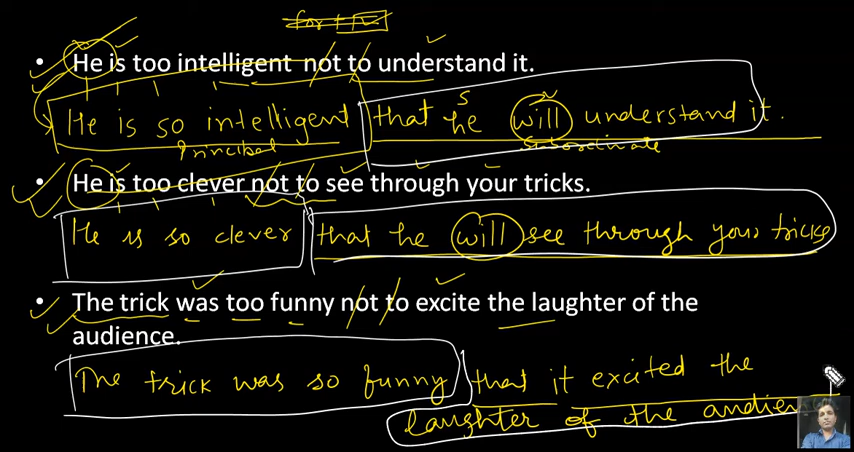 for the
• He is too intelligent not to understand it.
He is so intelligent that he will understand it.
s
Principal Subordinate
• He is too clever not to see through your tricks.
He is so clever that he will see through your tricks
• The trick was too funny not to excite the laughter of the
audience.
The trick was so funny that it excited the
laughter of the